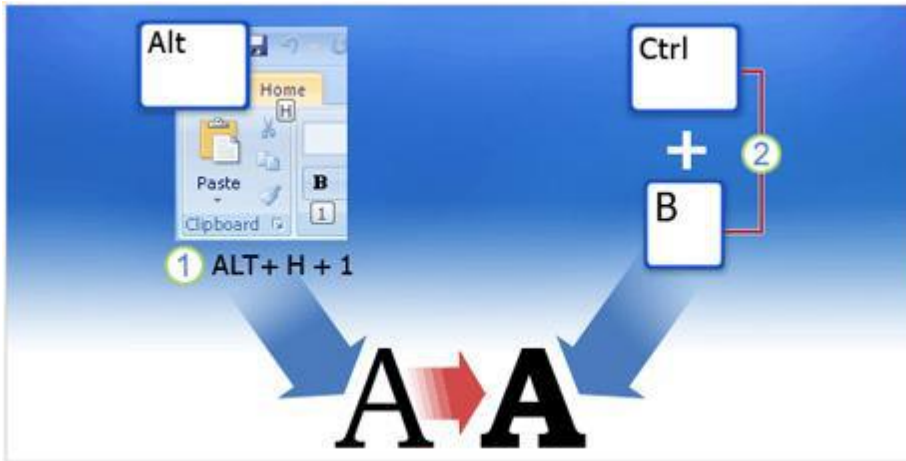 Alt
Home
H
Paste
B
1
Clipboard
1 ALT+ H + 1
Ctrl
+
2
B
A A